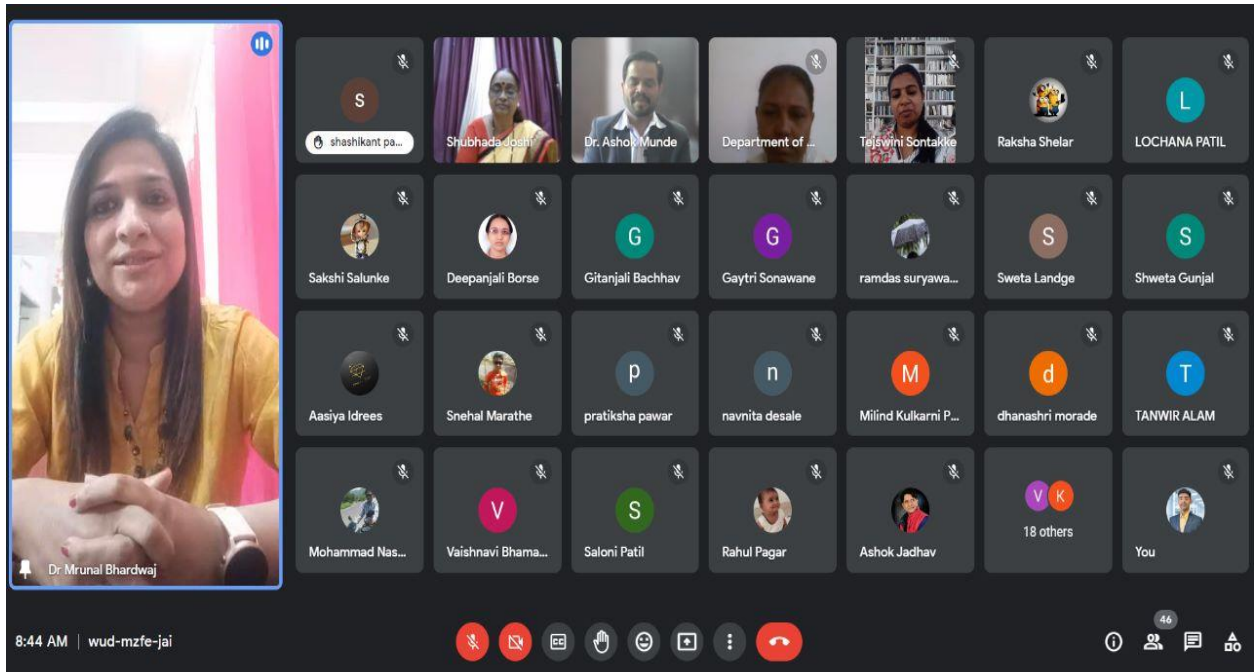 Dr Mrunal Bhardwaj
S
shashikant pa...
Shubhada Joshi
Dr. Ashok Munde
Department of ...
Tejswini Sontakke
Raksha Shelar
L
LOCHANA PATIL
Sakshi Salunke
Deepanjali Borse
G
Gitanjali Bachhav
G
Gaytri Sonawane
ramdas suryawa...
S
Sweta Landge
S
Shweta Gunjal
Aasiya Idrees
Snehal Marathe
p
pratiksha pawar
n
navnita desale
M
Milind Kulkarni P...
d
dhanashri morade
T
TANWIR ALAM
Mohammad Nas...
V
Vaishnavi Bhama...
S
Saloni Patil
Rahul Pagar
Ashok Jadhav
V K
18 others
You
8:44 AM | wud-mzfe-jai
CC
46